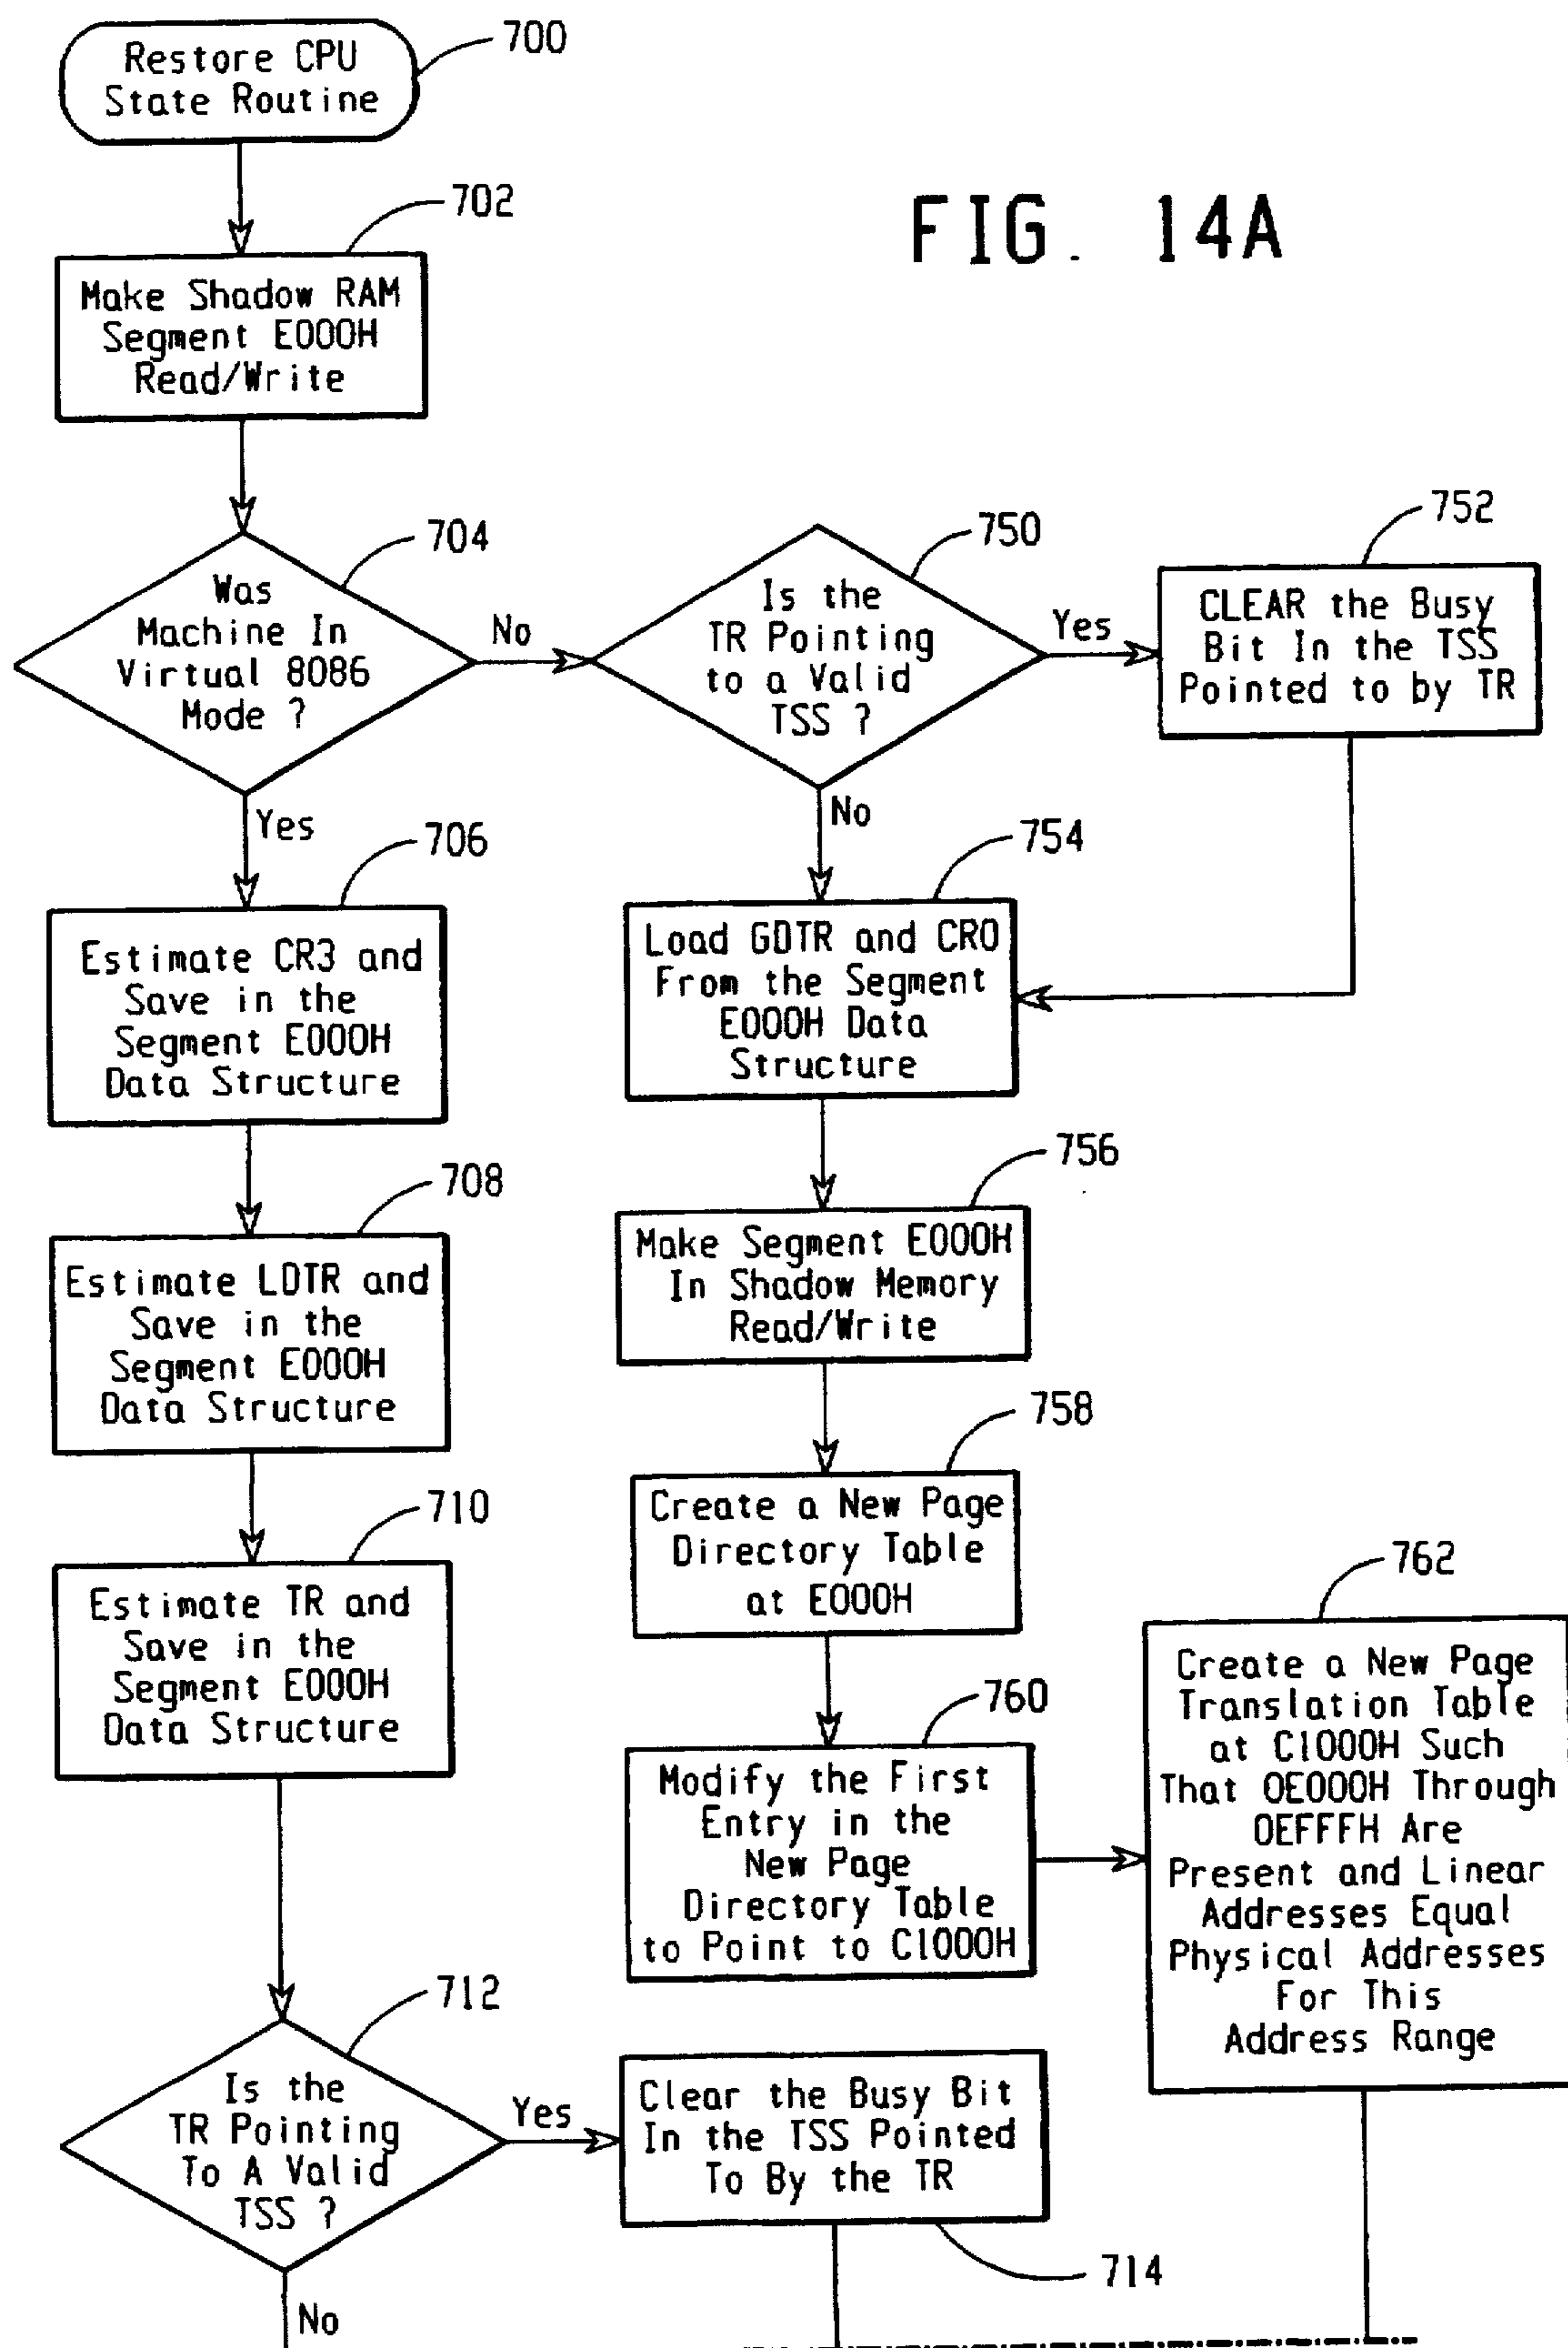 Restore CPU
State Routine
700
FIG. 14A
702
Make Shadow RAM
Segment E000H
Read/Write
704
Was
Machine In
Virtual 8086
Mode ?
No
Yes
750
Is the
TR Pointing
to a Valid
TSS ?
Yes
No
752
CLEAR the Busy
Bit In the TSS
Pointed to by TR
706
Estimate CR3 and
Save in the
Segment E000H
Data Structure
754
Load GDTR and CR0
From the Segment
E000H Data
Structure
708
Estimate LDTR and
Save in the
Segment E000H
Data Structure
756
Make Segment E000H
In Shadow Memory
Read/Write
710
Estimate TR and
Save in the
Segment E000H
Data Structure
758
Create a New Page
Directory Table
at E000H
760
Modify the First
Entry in the
New Page
Directory Table
to Point to C1000H
762
Create a New Page
Translation Table
at C1000H Such
That 0E000H Through
0EFFFH Are
Present and Linear
Addresses Equal
Physical Addresses
For This
Address Range
712
Is the
TR Pointing
To A Valid
TSS ?
Yes
No
Clear the Busy Bit
In the TSS Pointed
To By the TR
714